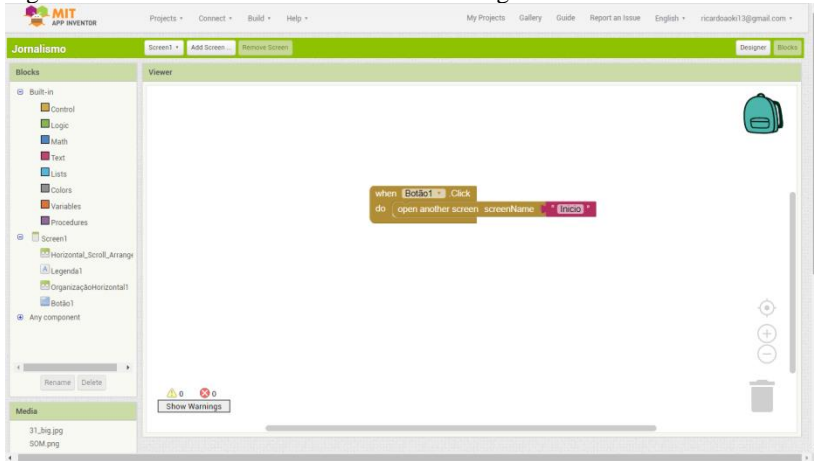 MIT
APP INVENTOR
Projects
Connect
Build
Help
My Projects
Gallery
Guide
Report an Issue
English
ricardoaoki13@gmail.com
Jornalismo
Screen1
Add Screen ...
Remove Screen
Designer
Blocks
Blocks
Viewer
Built-in
Control
Logic
Math
Text
Lists
Colors
Variables
Procedures
Screen1
Horizontal_Scroll_Arrange
Legenda1
OrganizaçãoHorizontal1
Botão1
Any component
Rename
Delete
when Botão1 .Click
do open another screen screenName " Inicio "
0 0
Show Warnings
Media
31_big.jpg
SOM.png